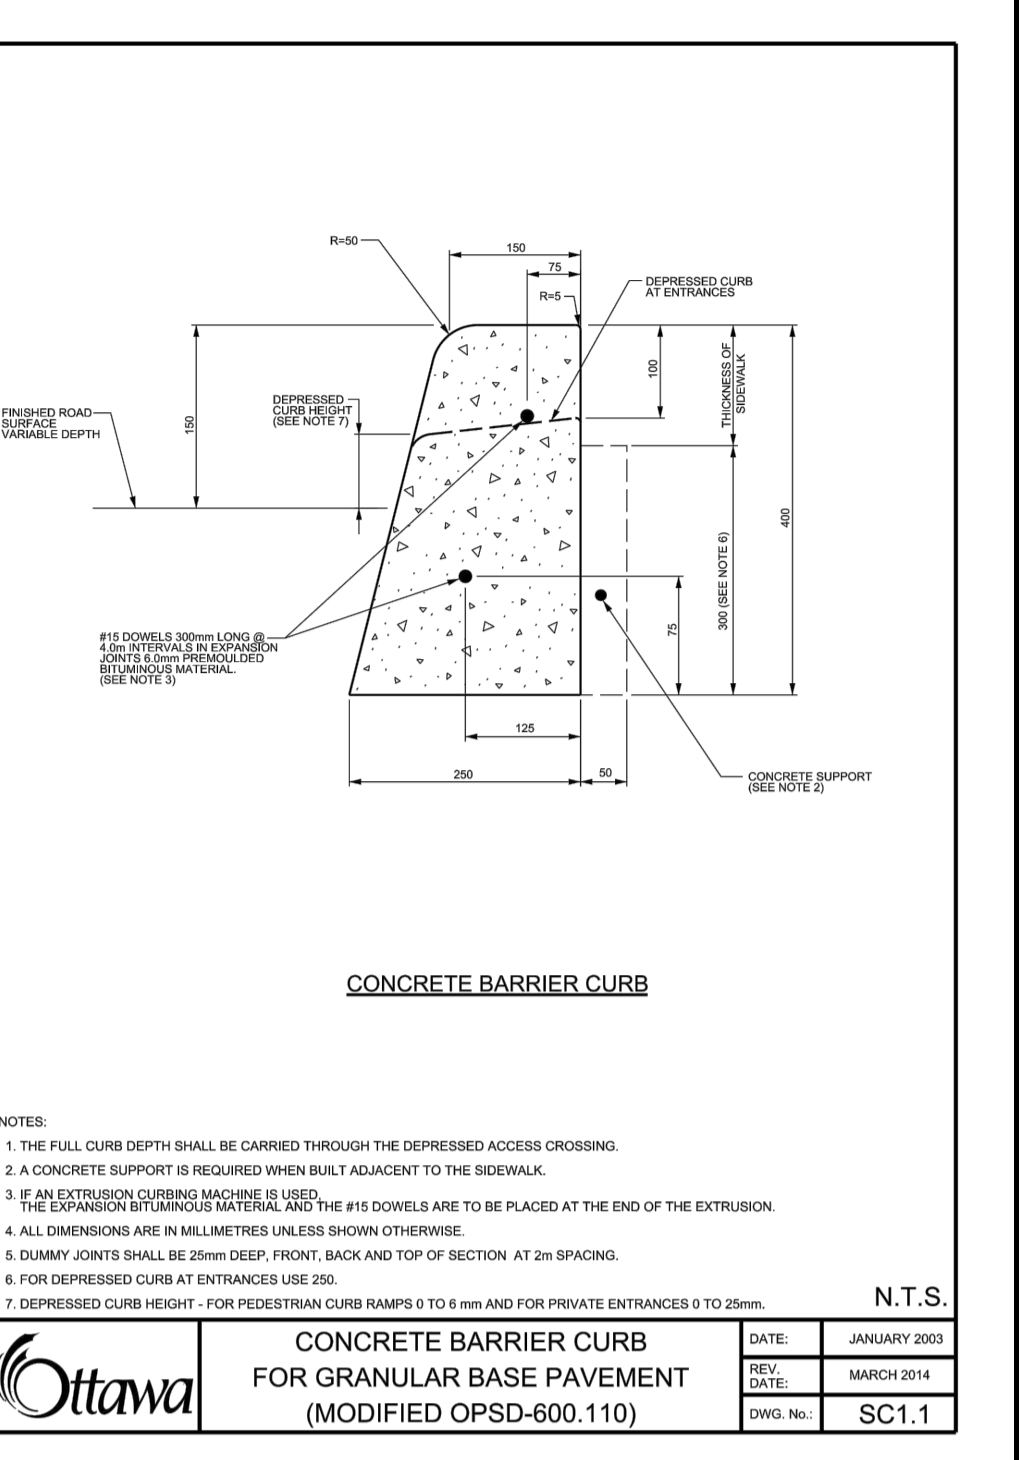 R=50
150
75
R=5
DEPRESSED CURB
AT ENTRANCES
FINISHED ROAD
SURFACE
VARIABLE DEPTH
150
DEPRESSED
CURB HEIGHT
(SEE NOTE 7)
100
THICKNESS OF
SIDEWALK
400
300 (SEE NOTE 6)
75
#15 DOWELS 300mm LONG @
4.0m INTERVALS IN EXPANSION
JOINTS 6.0mm PREMOULDED
BITUMINOUS MATERIAL.
(SEE NOTE 3)
125
250
50
CONCRETE SUPPORT
(SEE NOTE 2)
CONCRETE BARRIER CURB
NOTES:
1. THE FULL CURB DEPTH SHALL BE CARRIED THROUGH THE DEPRESSED ACCESS CROSSING.
2. A CONCRETE SUPPORT IS REQUIRED WHEN BUILT ADJACENT TO THE SIDEWALK.
3. IF AN EXTRUSION CURBING MACHINE IS USED,
THE EXPANSION BITUMINOUS MATERIAL AND THE #15 DOWELS ARE TO BE PLACED AT THE END OF THE EXTRUSION.
4. ALL DIMENSIONS ARE IN MILLIMETRES UNLESS SHOWN OTHERWISE.
5. DUMMY JOINTS SHALL BE 25mm DEEP, FRONT, BACK AND TOP OF SECTION AT 2m SPACING.
6. FOR DEPRESSED CURB AT ENTRANCES USE 250.
7. DEPRESSED CURB HEIGHT - FOR PEDESTRIAN CURB RAMPS 0 TO 6 mm AND FOR PRIVATE ENTRANCES 0 TO 25mm.
N.T.S.
Ottawa
CONCRETE BARRIER CURB
FOR GRANULAR BASE PAVEMENT
(MODIFIED OPSD-600.110)
DATE: JANUARY 2003
REV.
DATE: MARCH 2014
DWG. No.: SC1.1